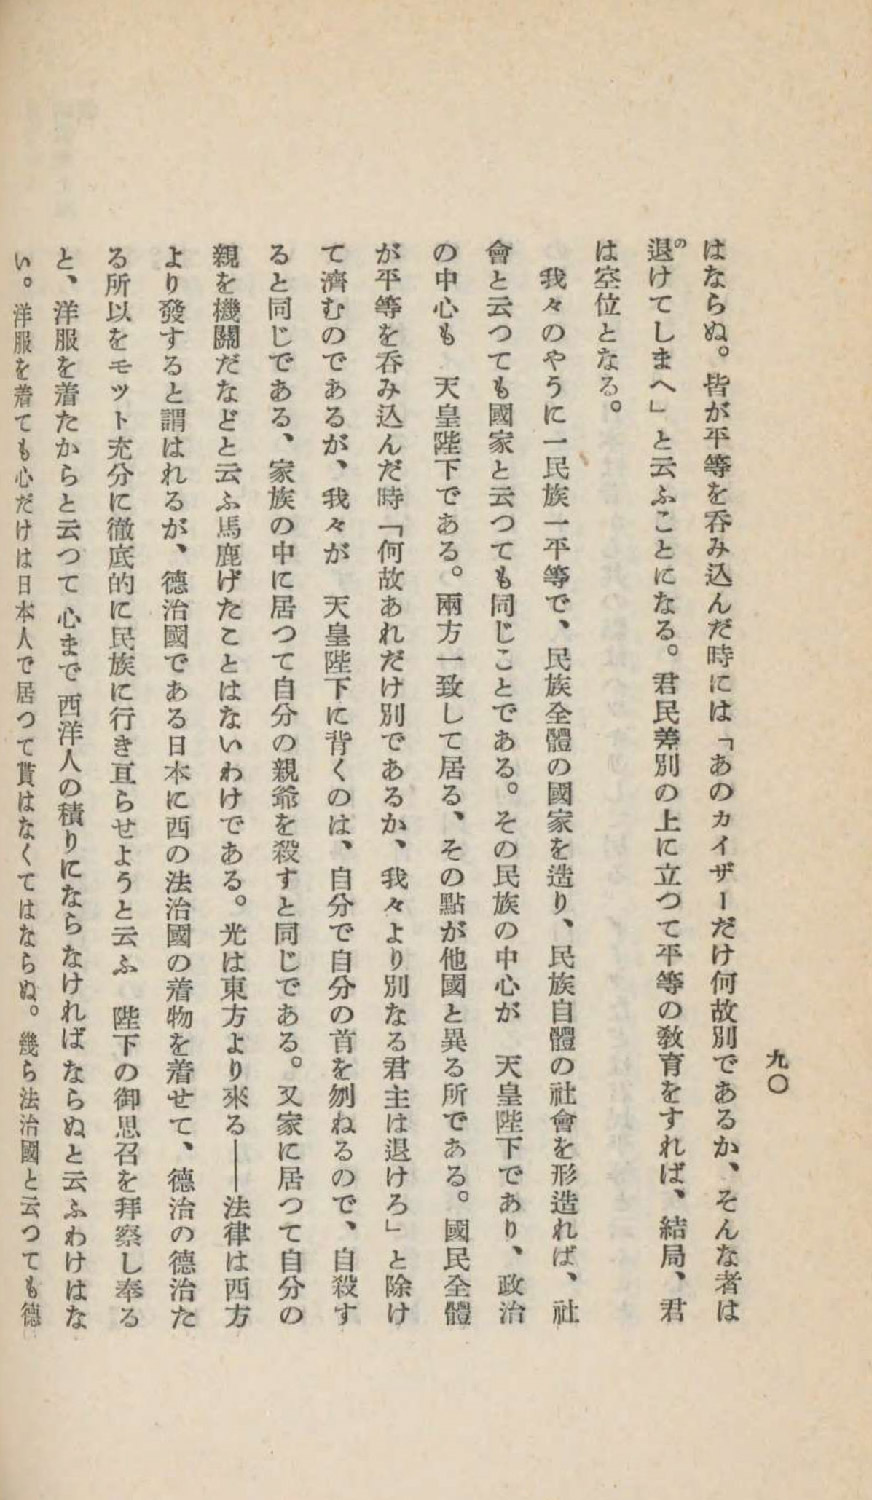 九〇
はならぬ。皆が平等を呑み込んだ時には「あのカイザーだけ何故別であるか、そんな者は
退のけてしまへ」と云ふことになる。君民差別の上に立つて平等の敎育をすれば、結局、君
は空位となる。
我々のやうに一民族一平等で、民族全體の國家を造り、民族自體の社會を形造れば、社
會と云つても國家と云つても同じことである。その民族の中心が　天皇陛下であり、政治
の中心も　天皇陛下である。兩方一致して居る、その點が他國と異る所である。國民全體
が平等を呑み込んだ時「何故あれだけ別であるか、我々より別なる君主は退けろ」と除け
て濟むのであるが、我々が　天皇陛下に背くのは、自分で自分の首を刎ねるので、自殺す
ると同じである、家族の中に居つて自分の親爺を殺すと同じである。又家に居つて自分の
親を機關だなどと云ふ馬鹿げたことはないわけである。光は東方より來る――法律は西方
より發すると謂はれるが、德治國である日本に西の法治國の着物を着せて、德治の德治た
る所以をモット充分に徹底的に民族に行き亙らせようと云ふ　陛下の御思召を拜察し奉る
と、洋服を着たからと云つて心まで西洋人の積りにならなければならぬと云ふわけはな
い。洋服を着ても心だけは日本人で居つて貰はなくてはならぬ。幾ら法治國と云つても德